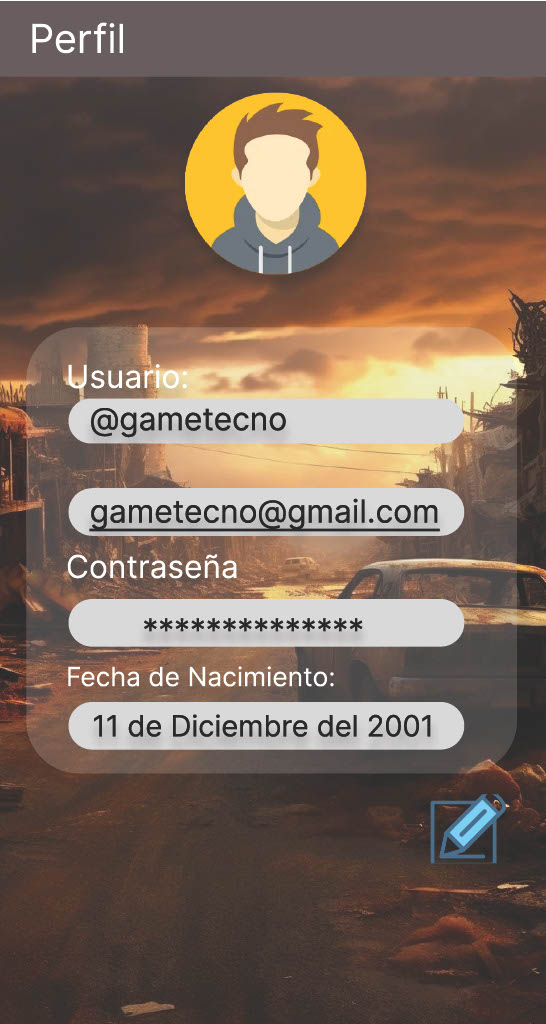 Perfil
Usuario:
@gametecno
gametecno@gmail.com
Contraseña
**************
Fecha de Nacimiento:
11 de Diciembre del 2001